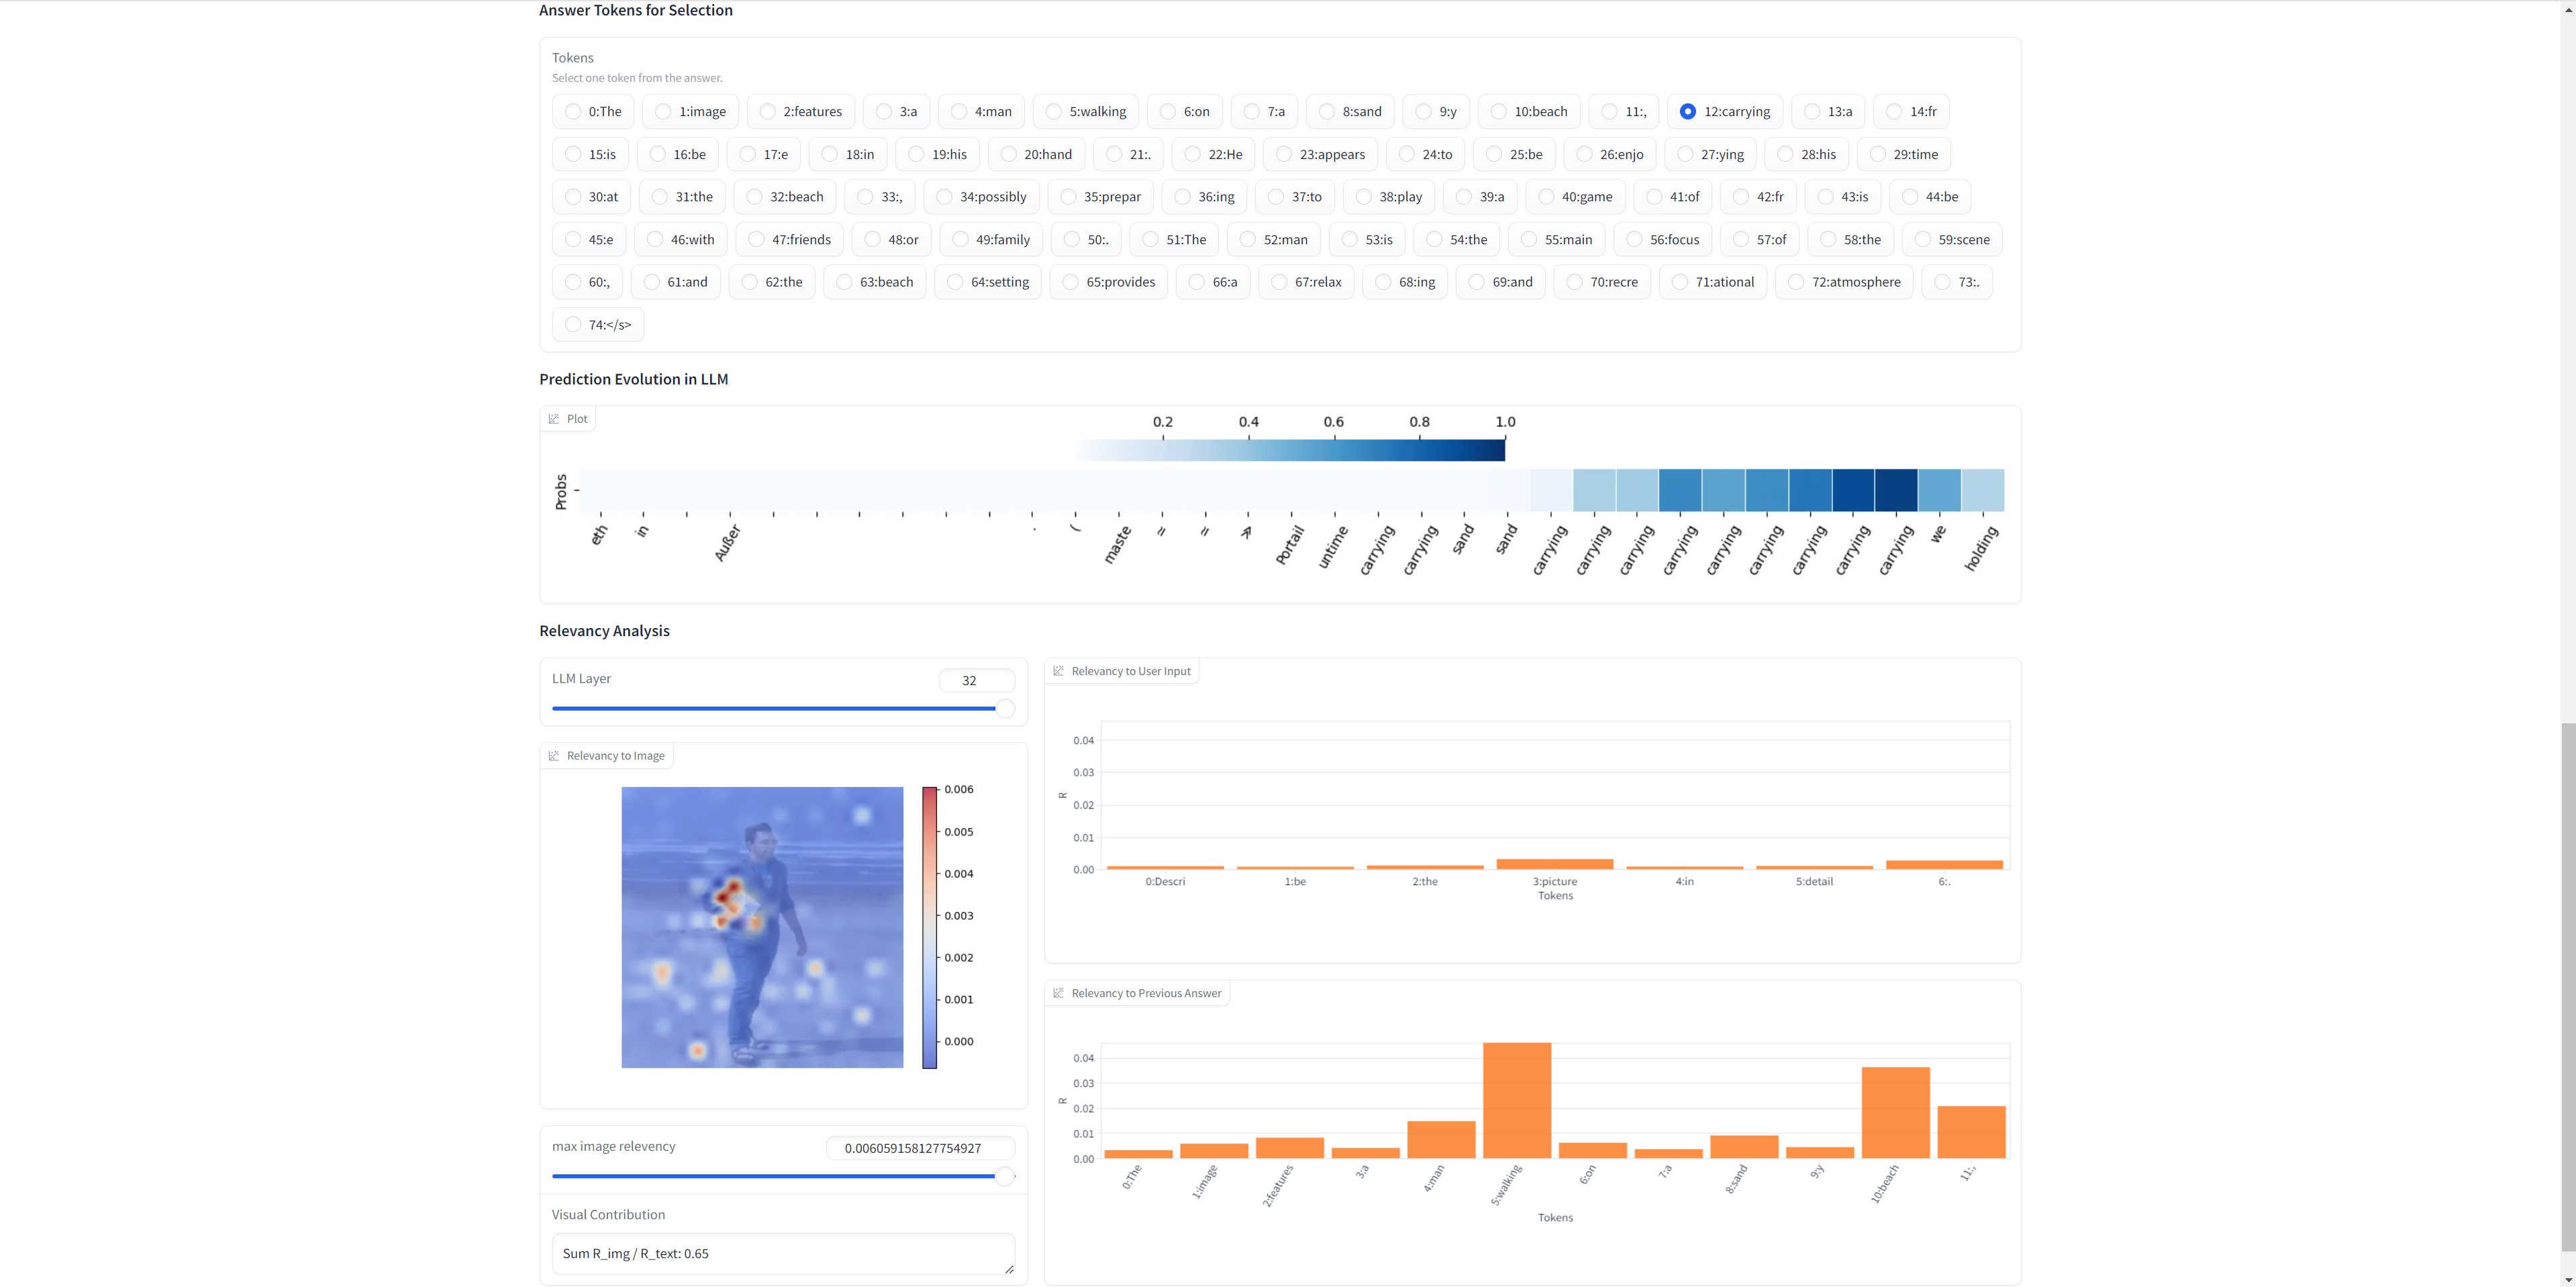 Answer Tokens for Selection
Tokens
Select one token from the answer.
0:The 1:image 2:features 3:a 4:man 5:walking 6:on 7:a 8:sand 9:y 10:beach 11:, 12:carrying 13:a 14:fr
15:is 16:be 17:e 18:in 19:his 20:hand 21:. 22:He 23:appears 24:to 25:be 26:enjo 27:ying 28:his 29:time
30:at 31:the 32:beach 33:, 34:possibly 35:prepar 36:ing 37:to 38:play 39:a 40:game 41:of 42:fr 43:is 44:be
45:e 46:with 47:friends 48:or 49:family 50:. 51:The 52:man 53:is 54:the 55:main 56:focus 57:of 58:the 59:scene
60:, 61:and 62:the 63:beach 64:setting 65:provides 66:a 67:relax 68:ing 69:and 70:recre 71:ational 72:atmosphere 73:.
74:</s>
Prediction Evolution in LLM
Plot
0.2 0.4 0.6 0.8 1.0
Probs
eth in Außer . ( maste = = ≫ Portail untime carrying carrying sand sand carrying carrying carrying carrying carrying carrying carrying carrying carrying we holding
Relevancy Analysis
LLM Layer
32
Relevancy to Image
0.006
0.005
0.004
0.003
0.002
0.001
0.000
max image relevency
0.006059158127754927
Visual Contribution
Sum R_img / R_text: 0.65
Relevancy to User Input
R
0.04
0.03
0.02
0.01
0.00
0:Descri 1:be 2:the 3:picture 4:in 5:detail 6:.
Tokens
Relevancy to Previous Answer
R
0.04
0.03
0.02
0.01
0.00
0:The 1:image 2:features 3:a 4:man 5:walking 6:on 7:a 8:sand 9:y 10:beach 11:,
Tokens